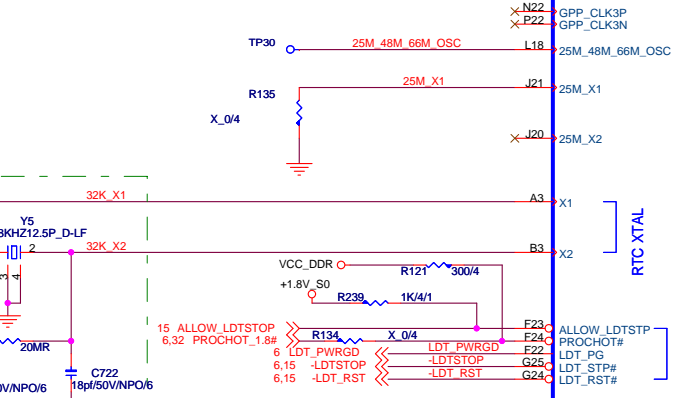 N22 GPP_CLK3P
P22 GPP_CLK3N
TP30 25M_48M_66M_OSC L18 25M_48M_66M_OSC
R135 25M_X1 J21 25M_X1
X_0/4
J20 25M_X2
32K_X1 A3 X1
Y5
8KHZ12.5P_D-LF
2 32K_X2 B3 X2
RTC XTAL
3 4
VCC_DDR R121 300/4
+1.8V_S0
R239 1K/4/1
15 ALLOW_LDTSTOP F23 ALLOW_LDTSTP
6,32 PROCHOT_1.8# R134 X_0/4 F24 PROCHOT#
20MR
6 LDT_PWRGD LDT_PWRGD F22 LDT_PG
6,15 -LDTSTOP -LDTSTOP G25 LDT_STP#
6,15 -LDT_RST -LDT_RST G24 LDT_RST#
C722
0V/NPO/6 18pf/50V/NPO/6